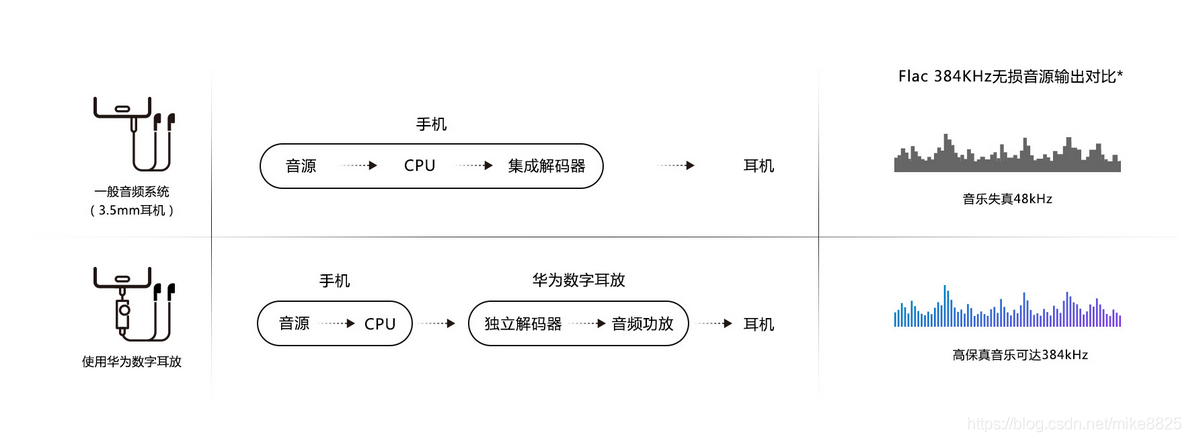 Flac 384KHz无损音源输出对比*
手机
音源
CPU
集成解码器
耳机
一般音频系统
(3.5mm耳机)
音乐失真48kHz
手机
华为数字耳放
音源
CPU
独立解码器
音频功放
耳机
使用华为数字耳放
高保真音乐可达384kHz
https://blog.csdn.net/mike8825